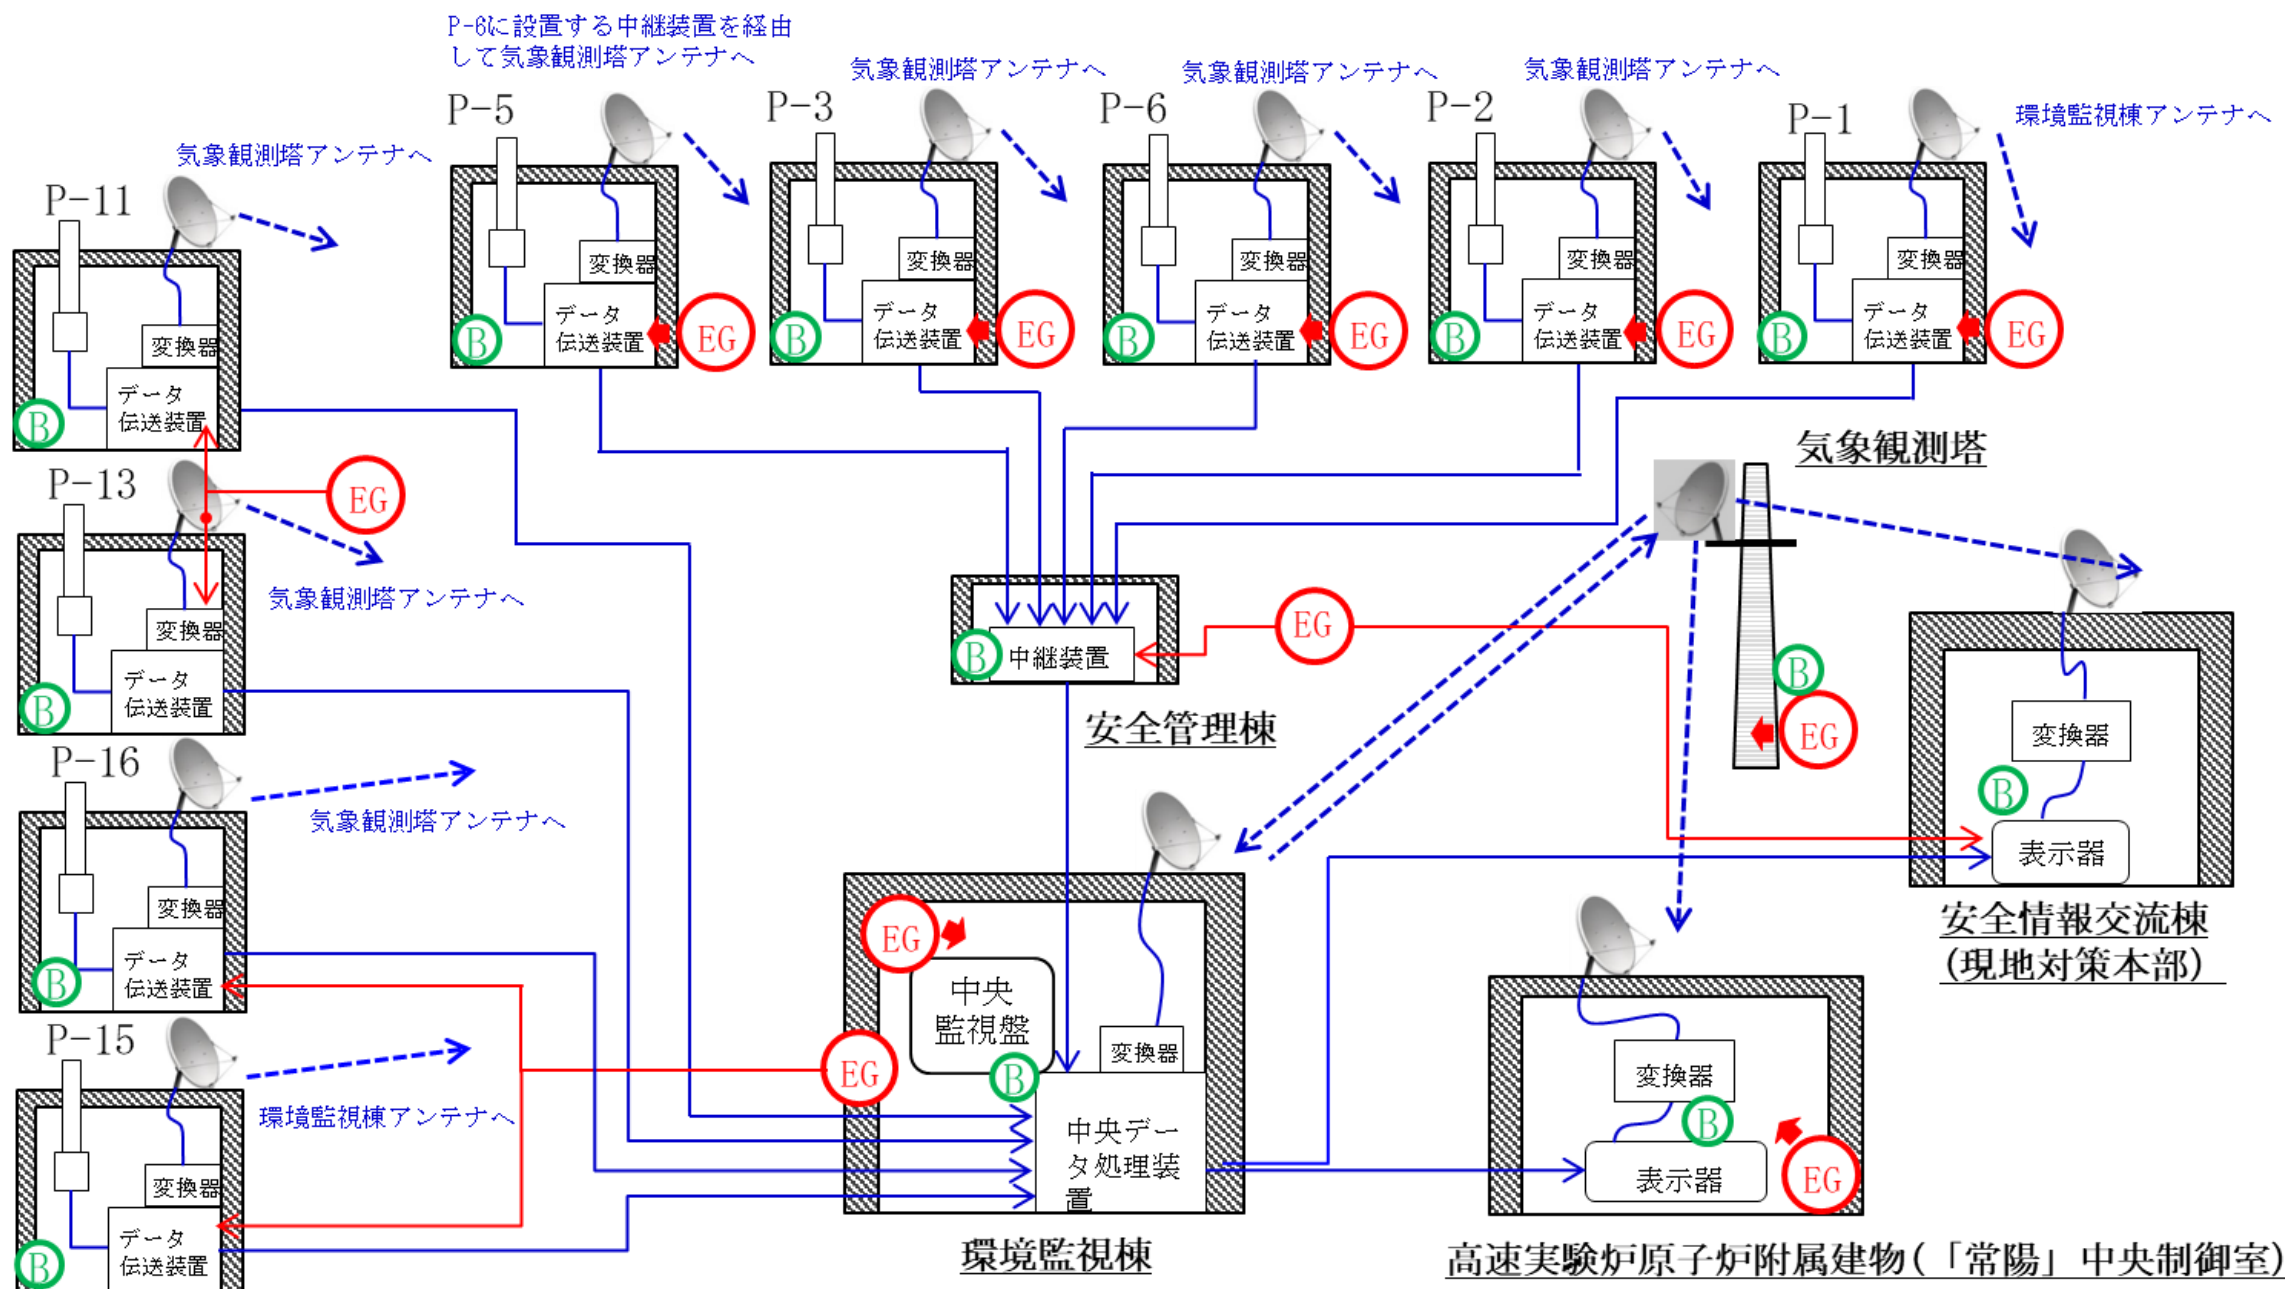 P-6に設置する中継装置を経由
して気象観測塔アンテナへ
気象観測塔アンテナへ
気象観測塔アンテナへ
気象観測塔アンテナへ
環境監視棟アンテナへ
P-5
P-3
P-6
P-2
P-1
変換器
データ
伝送装置
B
EG
変換器
データ
伝送装置
B
EG
変換器
データ
伝送装置
B
EG
変換器
データ
伝送装置
B
EG
変換器
データ
伝送装置
B
EG
気象観測塔アンテナへ
P-11
変換器
データ
伝送装置
B
EG
P-13
気象観測塔アンテナへ
変換器
データ
伝送装置
B
P-16
気象観測塔アンテナへ
変換器
データ
伝送装置
B
P-15
環境監視棟アンテナへ
変換器
データ
伝送装置
B
気象観測塔
B
EG
EG
B
中継装置
安全管理棟
変換器
B
表示器
安全情報交流棟
(現地対策本部)
EG
中央
監視盤
EG
B
変換器
中央デー
タ処理装
置
環境監視棟
変換器
B
表示器
EG
高速実験炉原子炉附属建物(「常陽」中央制御室)